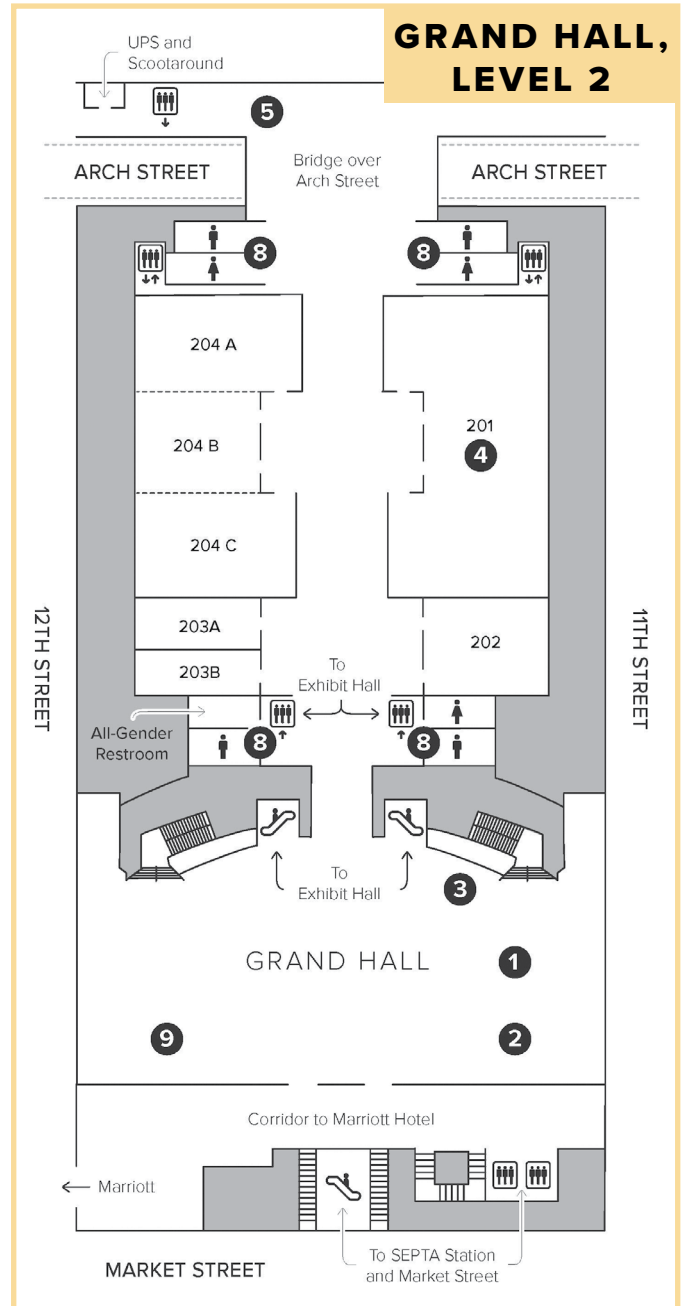 GRAND HALL,
LEVEL 2
UPS and
Scootaround
5
Bridge over
Arch Street
ARCH STREET
ARCH STREET
8
8
204 A
201
4
204 B
204 C
203A
202
203B
12TH STREET
11TH STREET
To
Exhibit Hall
All-Gender
Restroom
8
8
To
Exhibit Hall
3
GRAND HALL
1
9
2
Corridor to Marriott Hotel
Marriott
To SEPTA Station
and Market Street
MARKET STREET